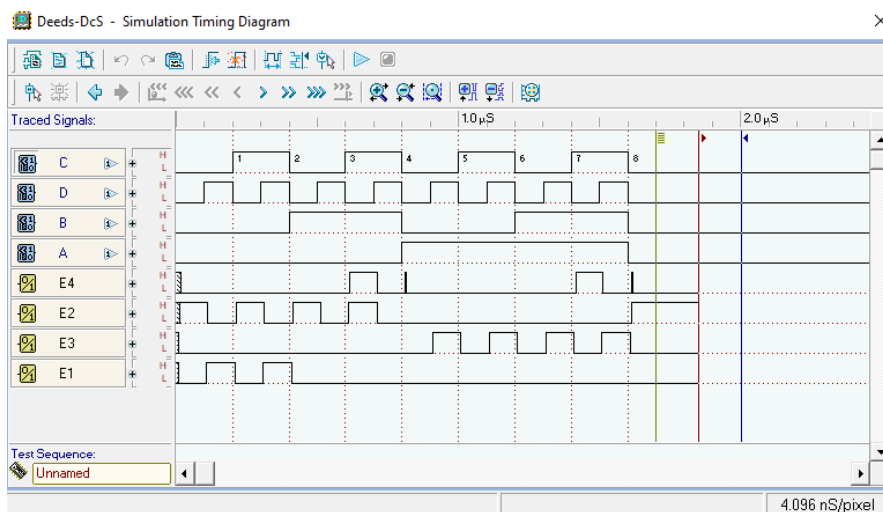 Deeds-DcS - Simulation Timing Diagram
Traced Signals:
1.0 µS
2.0 µS
C
H
L
1
2
3
4
5
6
7
8
D
H
L
B
H
L
A
H
L
E4
H
L
E2
H
L
E3
H
L
E1
H
L
Test Sequence:
Unnamed
4.096 nS/pixel